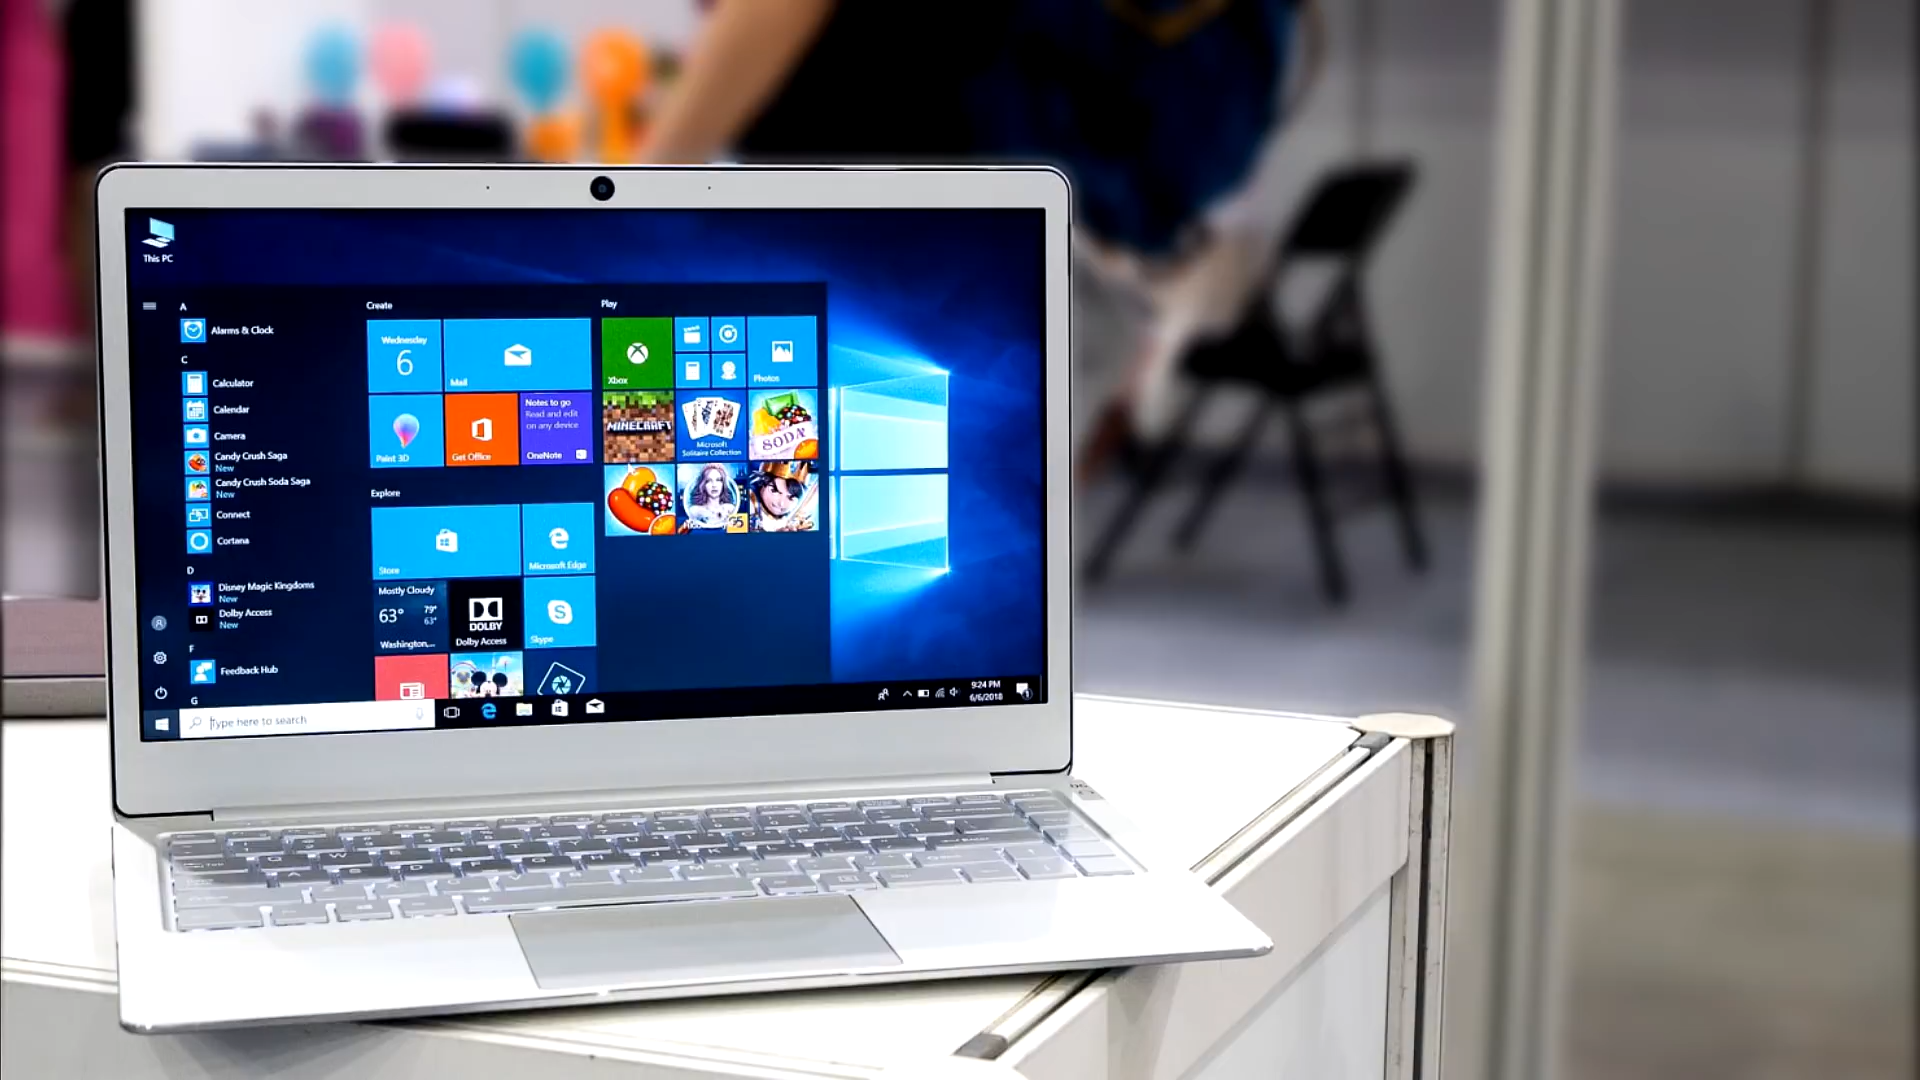 This PC
A
Alarms & Clock
C
Calculator
Calendar
Camera
Candy Crush Saga
New
Candy Crush Soda Saga
New
Connect
Cortana
D
Disney Magic Kingdoms
New
Dolby Access
New
F
Feedback Hub
G
Create
Wednesday
6
Mail
Paint 3D
Get Office
Notes to go
Read and edit
on any device
OneNote
Explore
Store
Microsoft Edge
Mostly Cloudy
63° 79°
63°
Washington,...
DOLBY
Dolby Access
Skype
Play
Xbox
Photos
MINECRAFT
Microsoft
Solitaire Collection
SODA
Type here to search
9:24 PM
6/6/2018